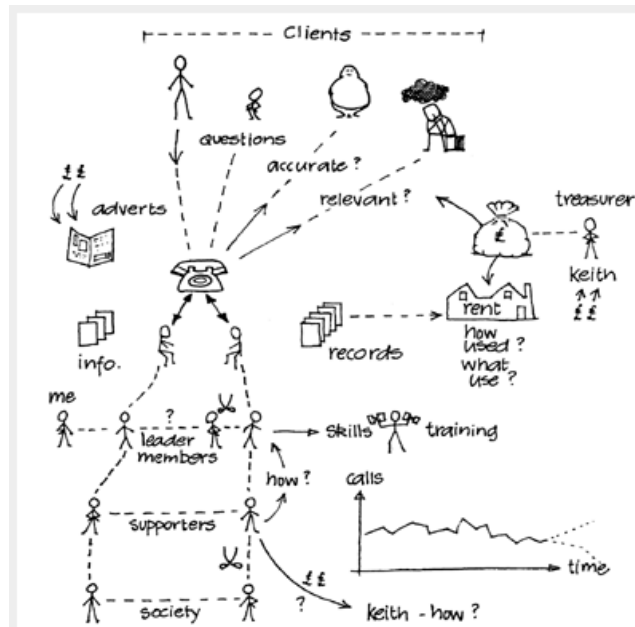 Clients
questions
accurate ?
relevant ?
£ £
adverts
treasurer
£
keith
£ £
rent
how
used ?
what
use ?
info.
records
me
?
leader
members
skills
training
how ?
calls
supporters
time
£ £
?
society
keith - how ?